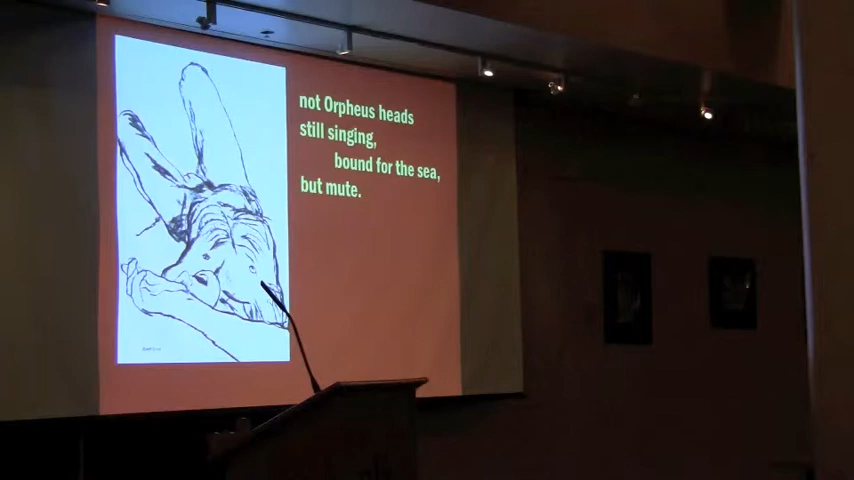 not Orpheus heads
still singing,
bound for the sea,
but mute.